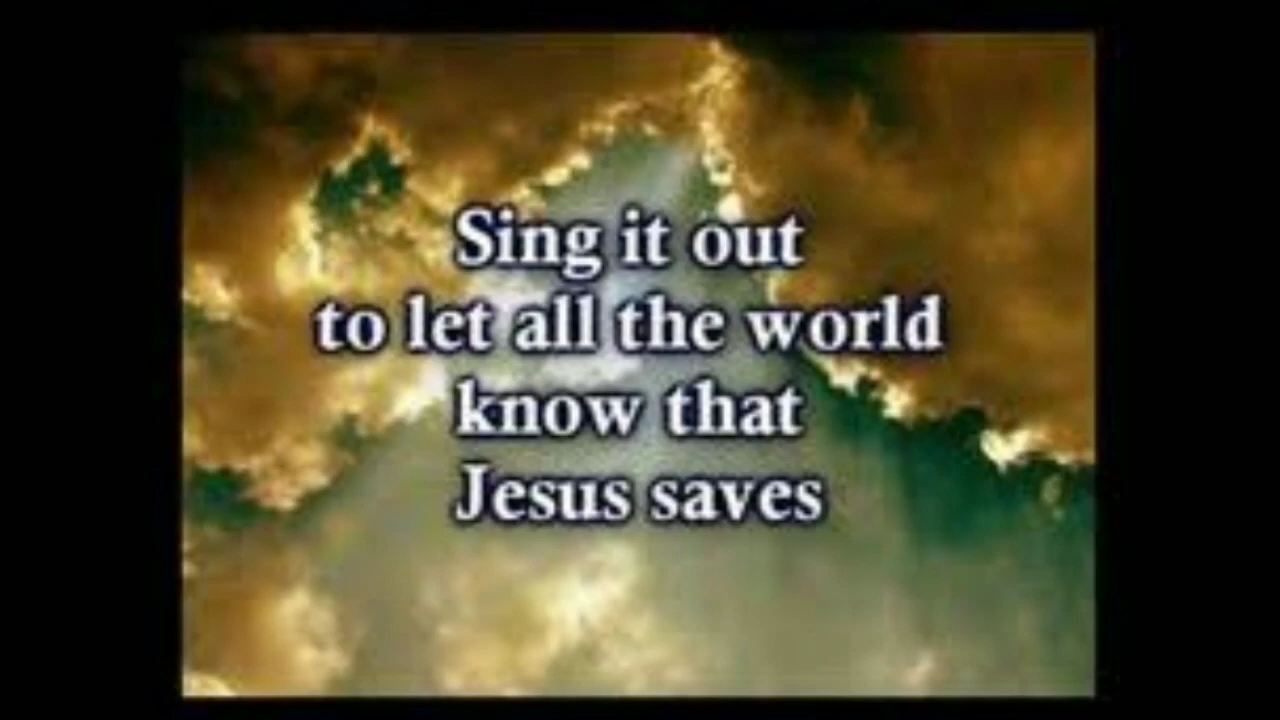 Sing it out
to let all the world
know that
Jesus saves